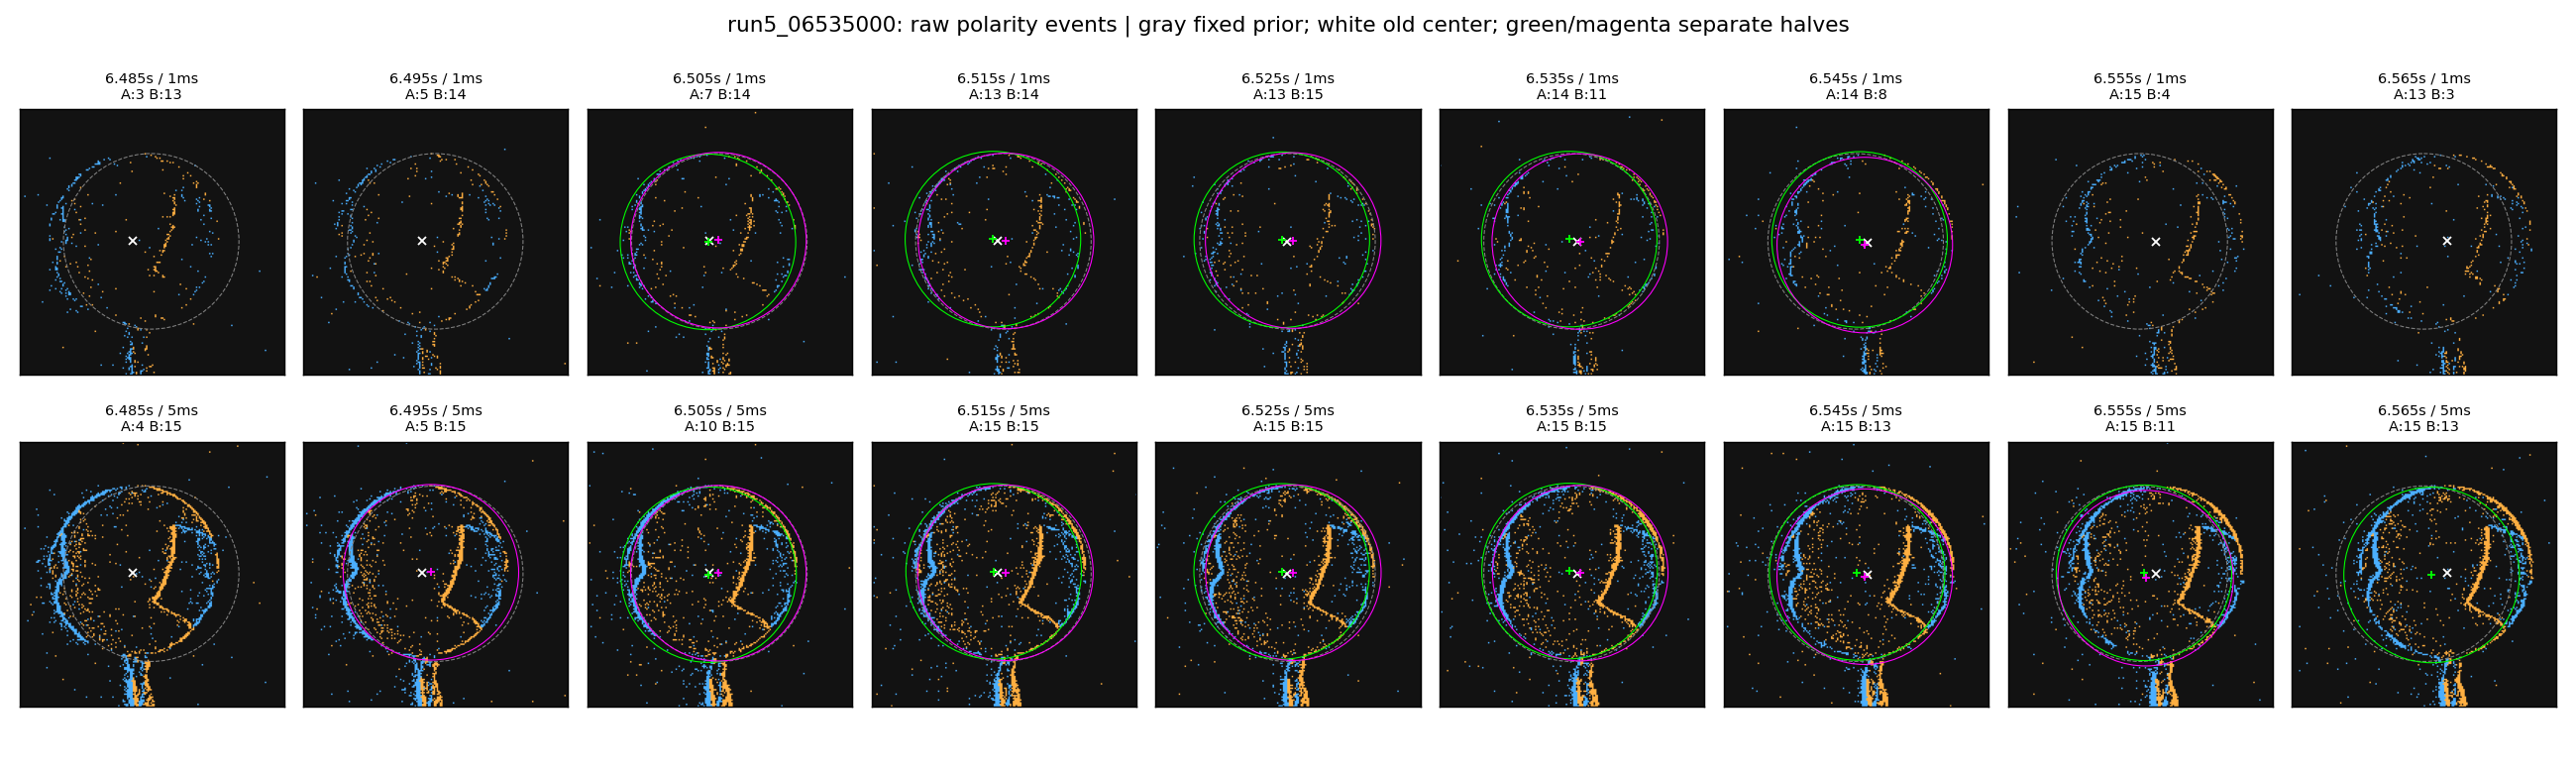 run5_06535000: raw polarity events | gray fixed prior; white old center; green/magenta separate halves
6.485s / 1ms
A:3 B:13
6.495s / 1ms
A:5 B:14
6.505s / 1ms
A:7 B:14
6.515s / 1ms
A:13 B:14
6.525s / 1ms
A:13 B:15
6.535s / 1ms
A:14 B:11
6.545s / 1ms
A:14 B:8
6.555s / 1ms
A:15 B:4
6.565s / 1ms
A:13 B:3
6.485s / 5ms
A:4 B:15
6.495s / 5ms
A:5 B:15
6.505s / 5ms
A:10 B:15
6.515s / 5ms
A:15 B:15
6.525s / 5ms
A:15 B:15
6.535s / 5ms
A:15 B:15
6.545s / 5ms
A:15 B:13
6.555s / 5ms
A:15 B:11
6.565s / 5ms
A:15 B:13